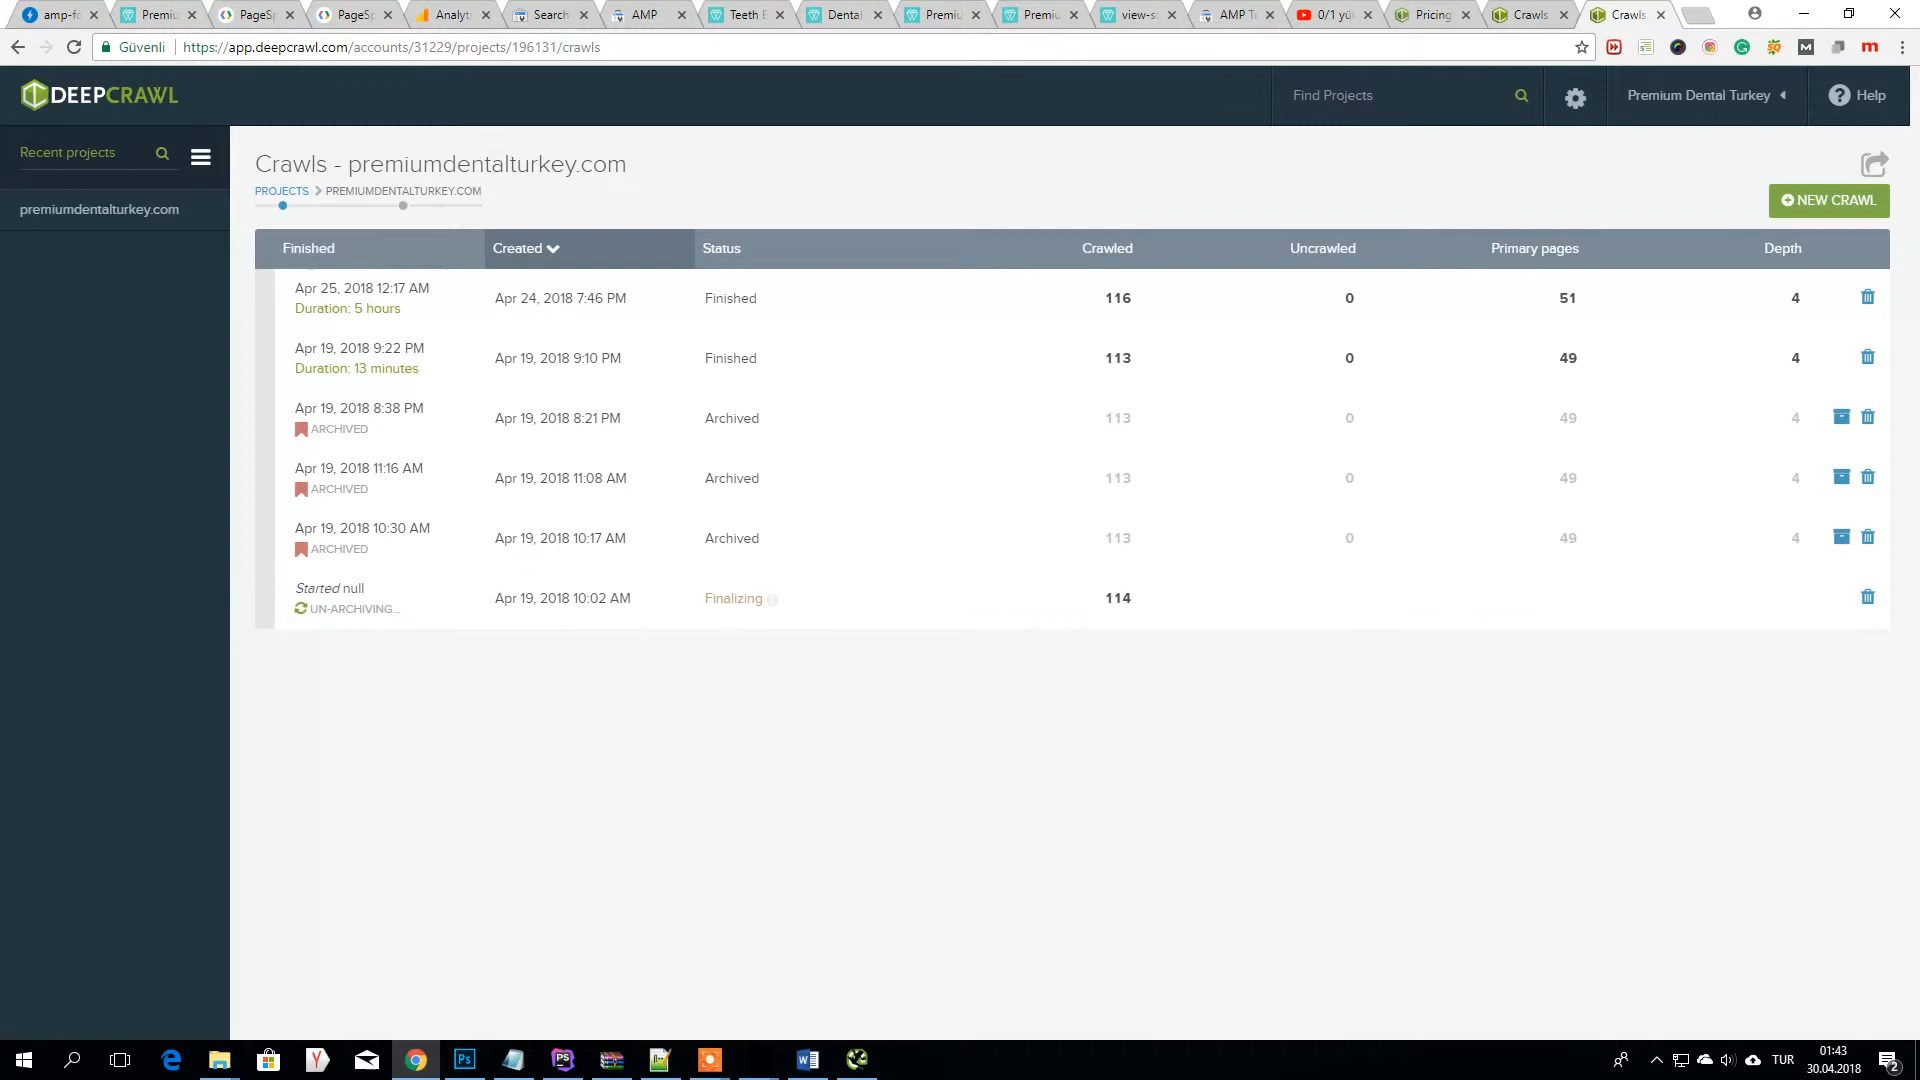 amp-fo
Premiu
PageSp
PageSp
Analyti
Search
AMP
Teeth E
Dental
Premiu
Premiu
view-so
AMP Te
0/1 yük
Pricing
Crawls
Crawls
Güvenli
https://app.deepcrawl.com/accounts/31229/projects/196131/crawls
DEEPCRAWL
Find Projects
Premium Dental Turkey
Help
Recent projects
premiumdentalturkey.com
Crawls - premiumdentalturkey.com
PROJECTS PREMIUMDENTALTURKEY.COM
NEW CRAWL
Finished Created Status Crawled Uncrawled Primary pages Depth
Apr 25, 2018 12:17 AM
Duration: 5 hours
Apr 24, 2018 7:46 PM Finished 116 0 51 4
Apr 19, 2018 9:22 PM
Duration: 13 minutes
Apr 19, 2018 9:10 PM Finished 113 0 49 4
Apr 19, 2018 8:38 PM
ARCHIVED
Apr 19, 2018 8:21 PM Archived 113 0 49 4
Apr 19, 2018 11:16 AM
ARCHIVED
Apr 19, 2018 11:08 AM Archived 113 0 49 4
Apr 19, 2018 10:30 AM
ARCHIVED
Apr 19, 2018 10:17 AM Archived 113 0 49 4
Started null
UN-ARCHIVING...
Apr 19, 2018 10:02 AM Finalizing 114
TUR
01:43
30.04.2018
2